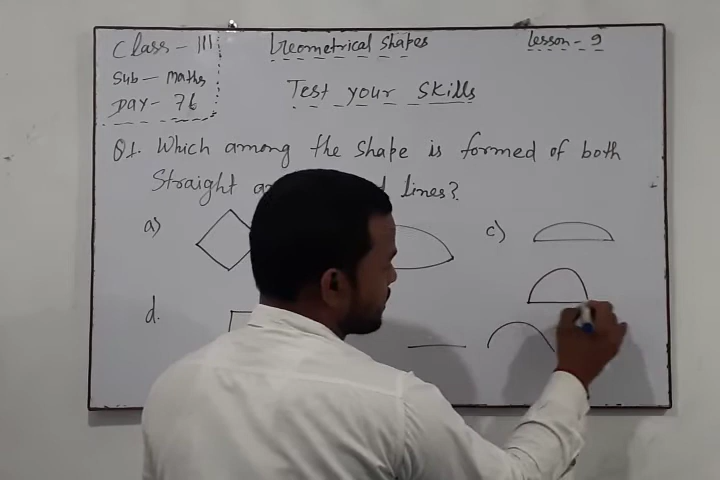 Class - III
Geometrical Shapes
Lesson - 9
Sub - Maths
DAY - 76
Test your Skills
Q1. Which among the shape is formed of both
Straight lines?
a)
c)
d.